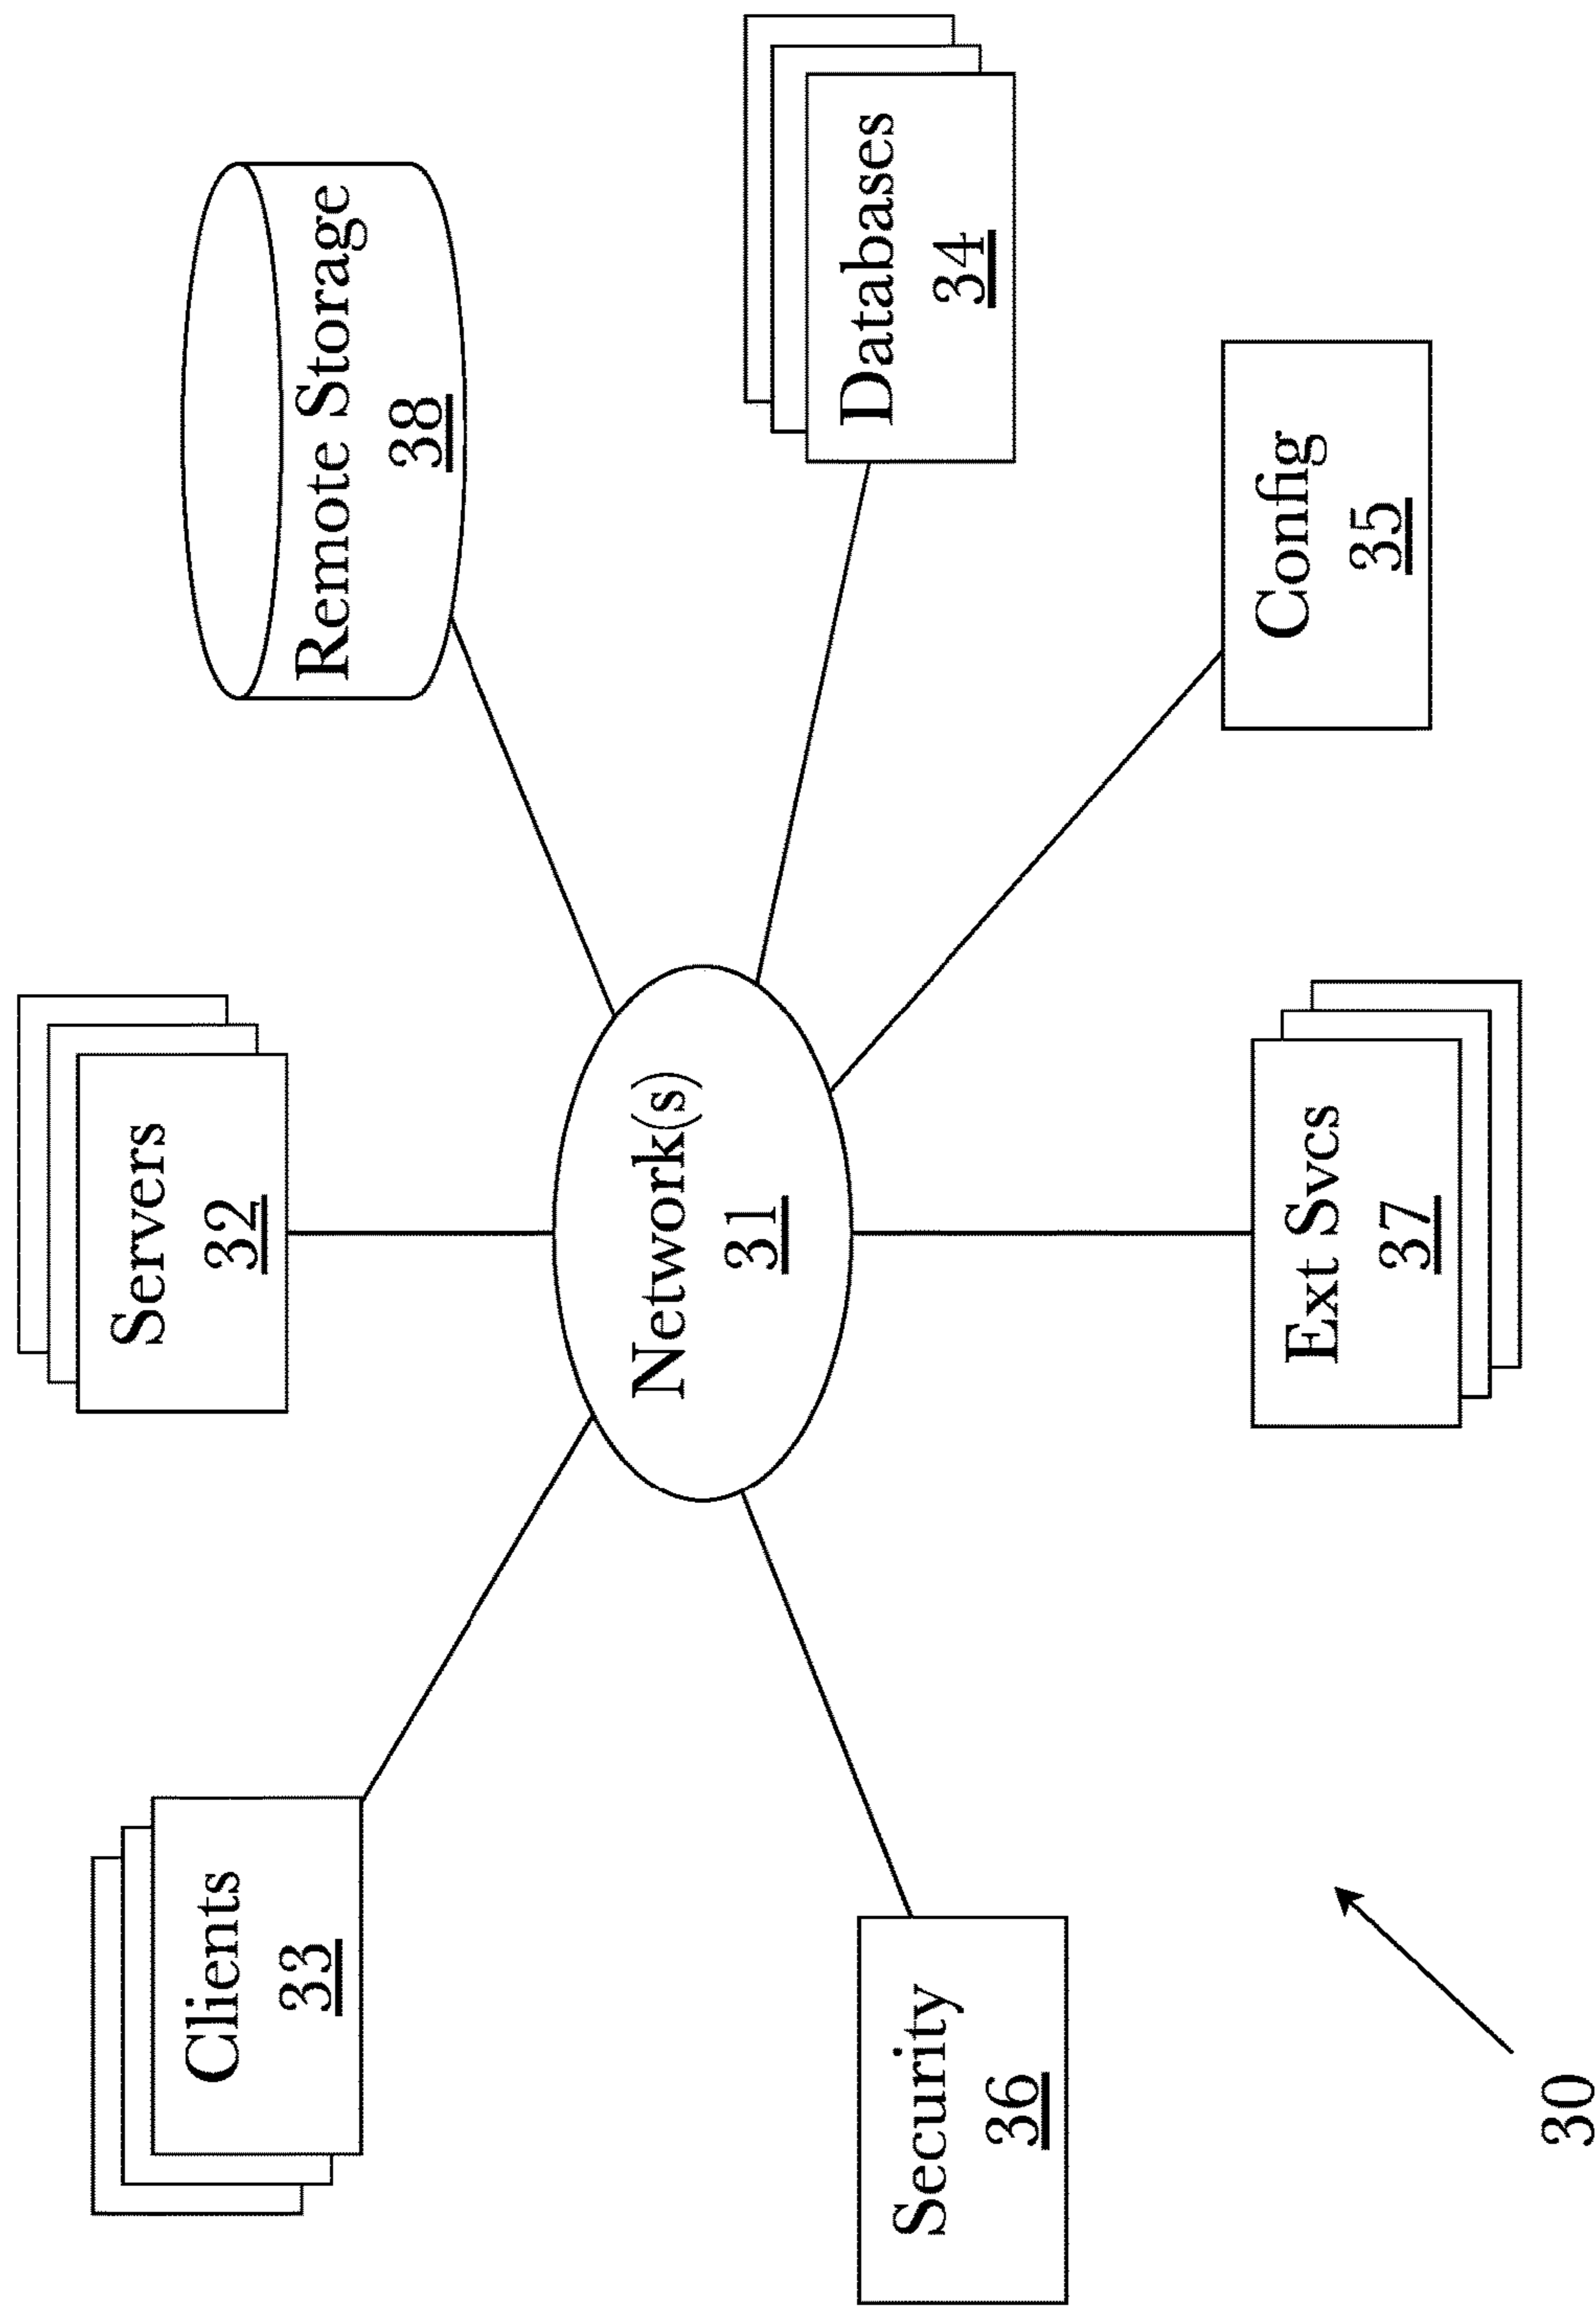 Servers
32
Clients
33
Remote Storage
38
Network(s)
31
Databases
34
Security
36
Ext Svcs
37
Config
35
30